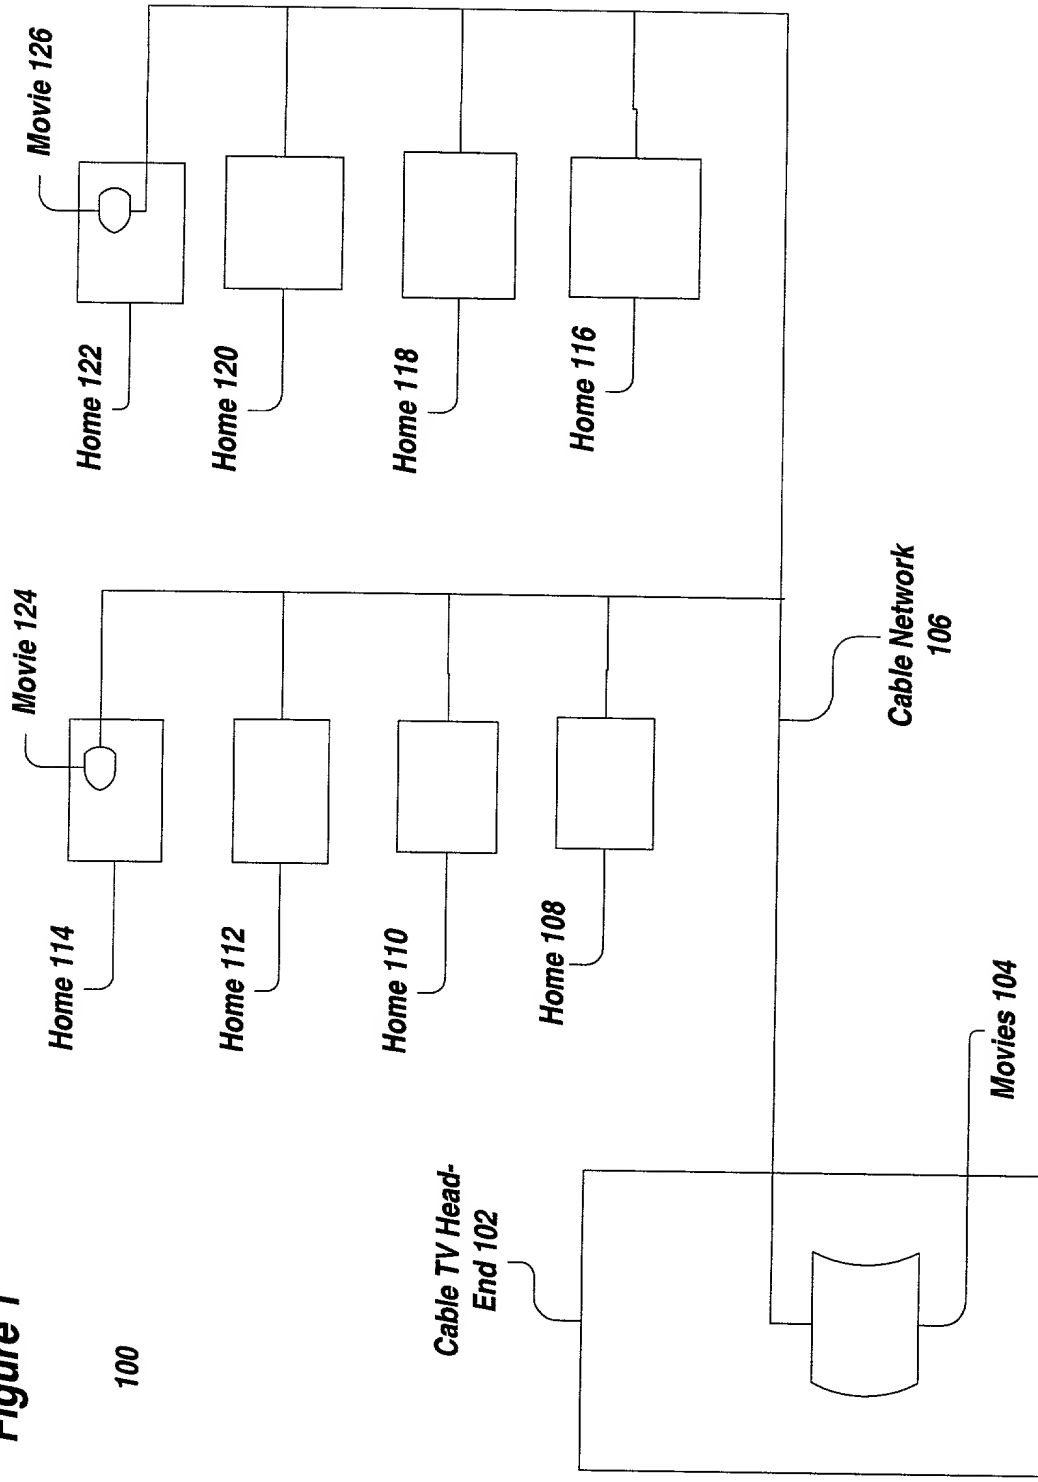 Figure 1
100
Cable TV Head-
End 102
Movies 104
Cable Network
106
Home 114
Home 112
Home 110
Home 108
Movie 124
Home 122
Home 120
Home 118
Home 116
Movie 126